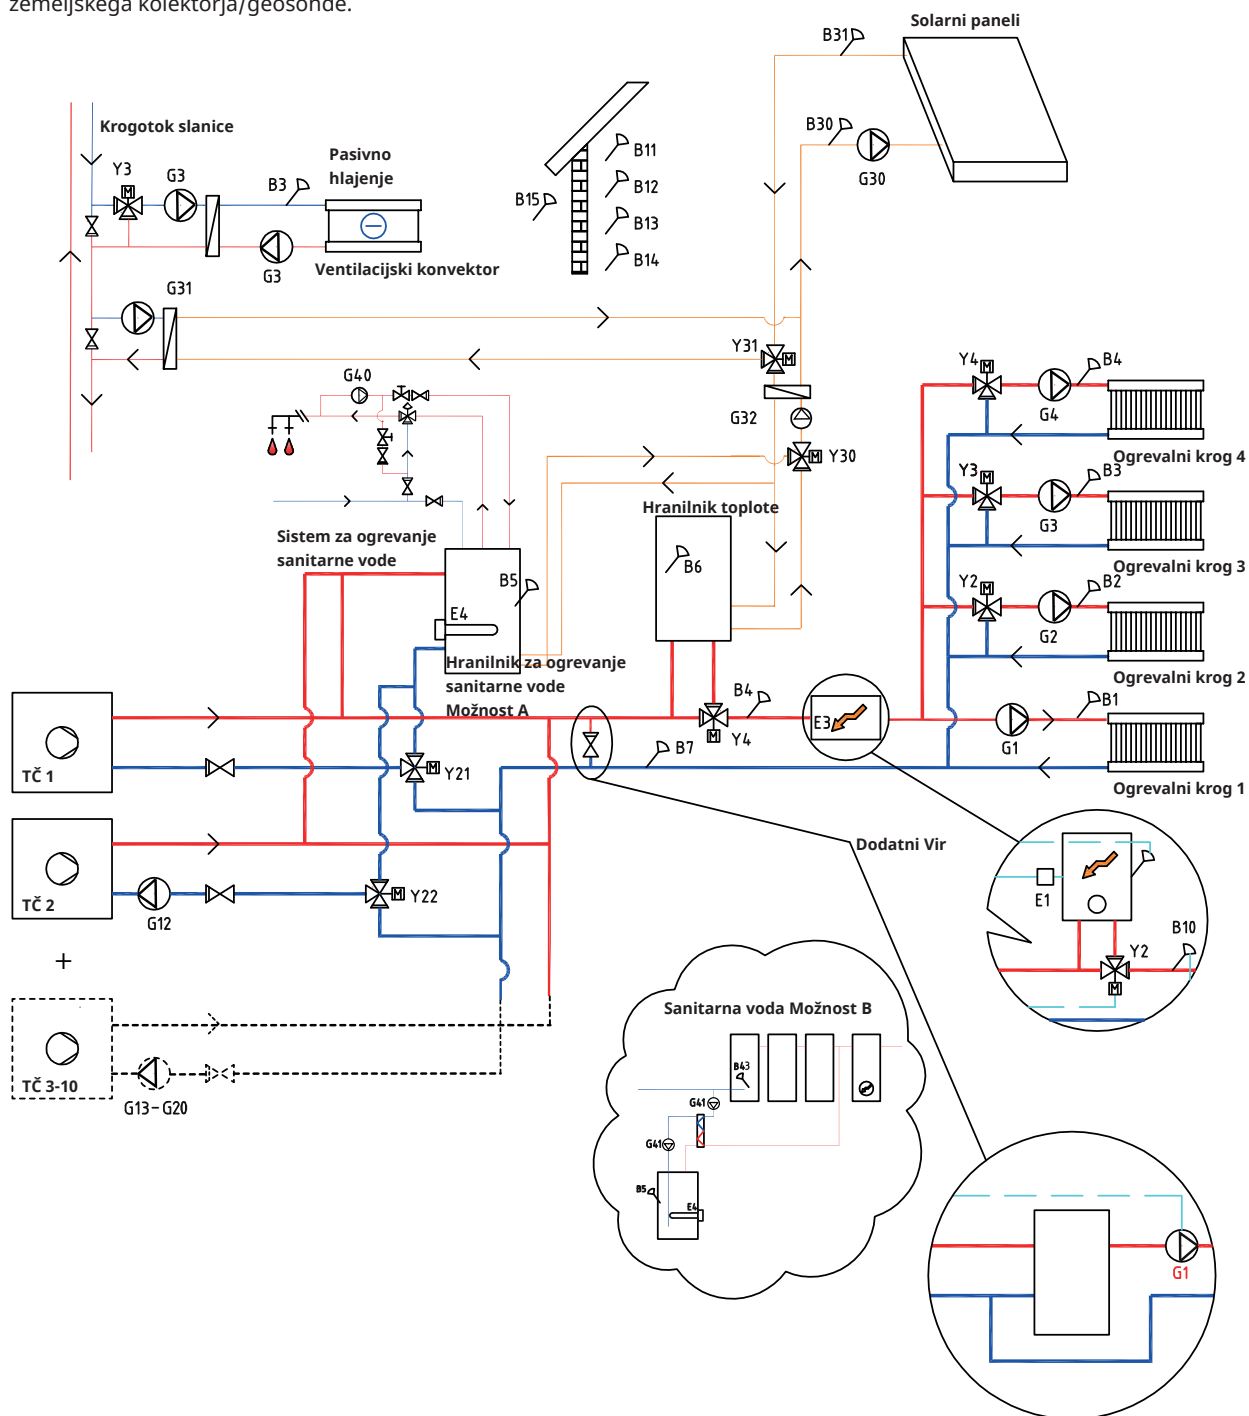 zemeljskega kolektorja/geosonde.
Solarni paneli
B31
B30
G30
Krogotok slanice
Y3
G3
B3
Pasivno
hlajenje
G3
Ventilacijski konvektor
B11
B12
B15
B13
B14
G31
Y31
G32
Y30
G40
Y4
B4
G4
Ogrevalni krog 4
Y3
B3
G3
Ogrevalni krog 3
Y2
B2
G2
Ogrevalni krog 2
B1
G1
Ogrevalni krog 1
Hranilnik toplote
B6
Sistem za ogrevanje
sanitarne vode
B5
E4
Hranilnik za ogrevanje
sanitarne vode
Možnost A
B4
Y4
E3
B7
TČ 1
Y21
TČ 2
G12
Y22
+
TČ 3-10
G13-G20
Dodatni Vir
E1
B10
Y2
M
M
M
M
M
M
M
M
M
M
M
Sanitarna voda Možnost B
B43
G41
G41
B5
E4
G1